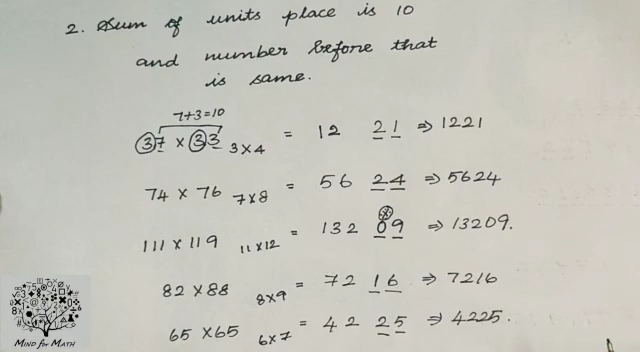 2. Sum of units place is 10
and number before that
is same.
7+3=10
37 x 33 3x4 = 12 21 ⇒ 1221
74 x 76 7x8 = 56 24 ⇒ 5624
111 x 119 11x12 = 132 09 ⇒ 13209.
82 x 88 8x9 = 72 16 ⇒ 7216
65 x 65 6x7 = 42 25 ⇒ 4225.
MIND for MATH